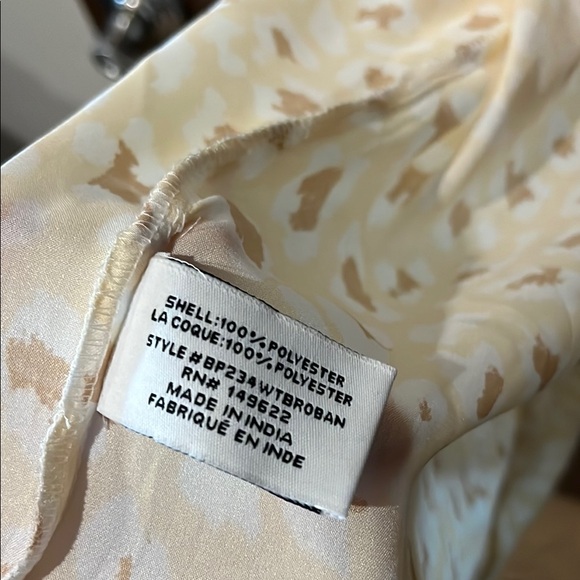 SHELL:100% POLYESTER
LA COQUE:100% POLYESTER
STYLE #BP234WTBROBAN
RN# 149622
MADE IN INDIA
FABRIQUÉ EN INDE